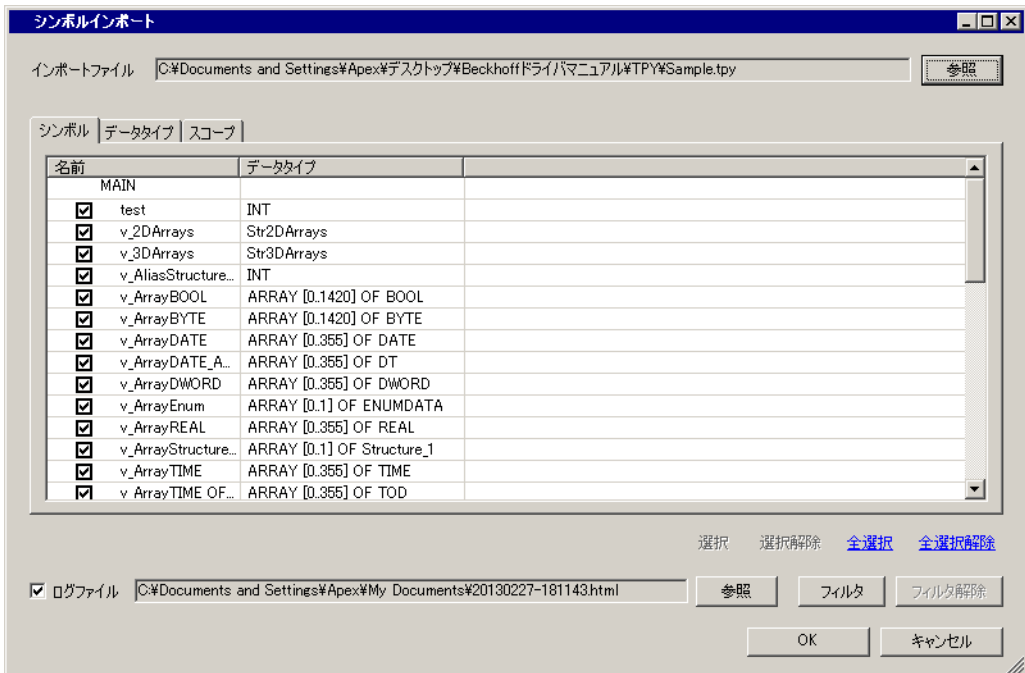 シンボルインポート
インポートファイル C:¥Documents and Settings¥Apex¥デスクトップ¥Beckhoffドライバマニュアル¥TPY¥Sample.tpy 参照
シンボル データタイプ スコープ
名前 データタイプ
MAIN
test INT
v_2DArrays Str2DArrays
v_3DArrays Str3DArrays
v_AliasStructure... INT
v_ArrayBOOL ARRAY [0..1420] OF BOOL
v_ArrayBYTE ARRAY [0..1420] OF BYTE
v_ArrayDATE ARRAY [0..355] OF DATE
v_ArrayDATE_A... ARRAY [0..355] OF DT
v_ArrayDWORD ARRAY [0..355] OF DWORD
v_ArrayEnum ARRAY [0..1] OF ENUMDATA
v_ArrayREAL ARRAY [0..355] OF REAL
v_ArrayStructure... ARRAY [0..1] OF Structure_1
v_ArrayTIME ARRAY [0..355] OF TIME
v_ArrayTIME_OF... ARRAY [0..355] OF TOD
選択 選択解除 全選択 全選択解除
ログファイル C:¥Documents and Settings¥Apex¥My Documents¥20130227-181143.html 参照 フィルタ フィルタ解除
OK キャンセル